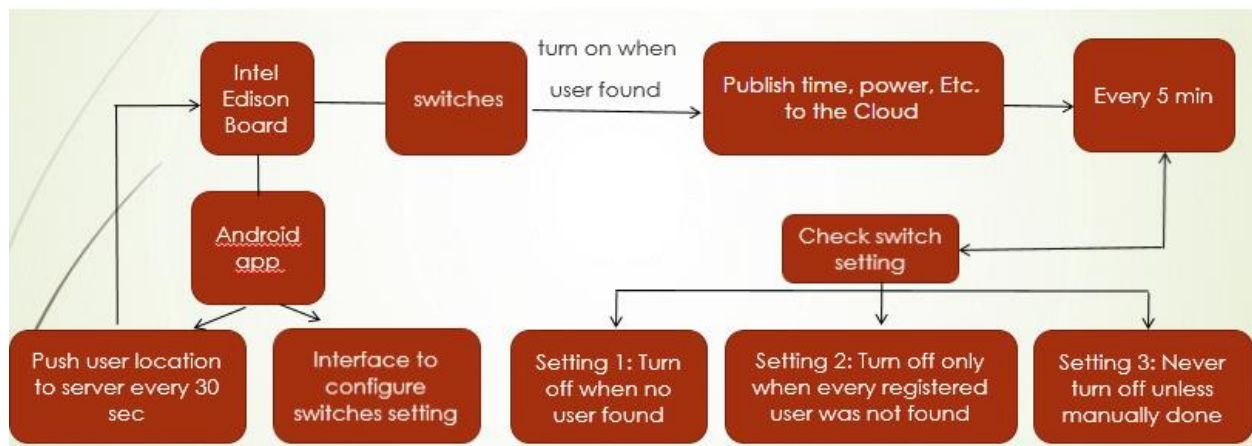 Intel
Edison
Board
switches
turn on when
user found
Publish time, power, Etc.
to the Cloud
Every 5 min
Android
app
Check switch
setting
Push user location
to server every 30
sec
Interface to
configure
switches setting
Setting 1: Turn
off when no
user found
Setting 2: Turn off only
when every registered
user was not found
Setting 3: Never
turn off unless
manually done